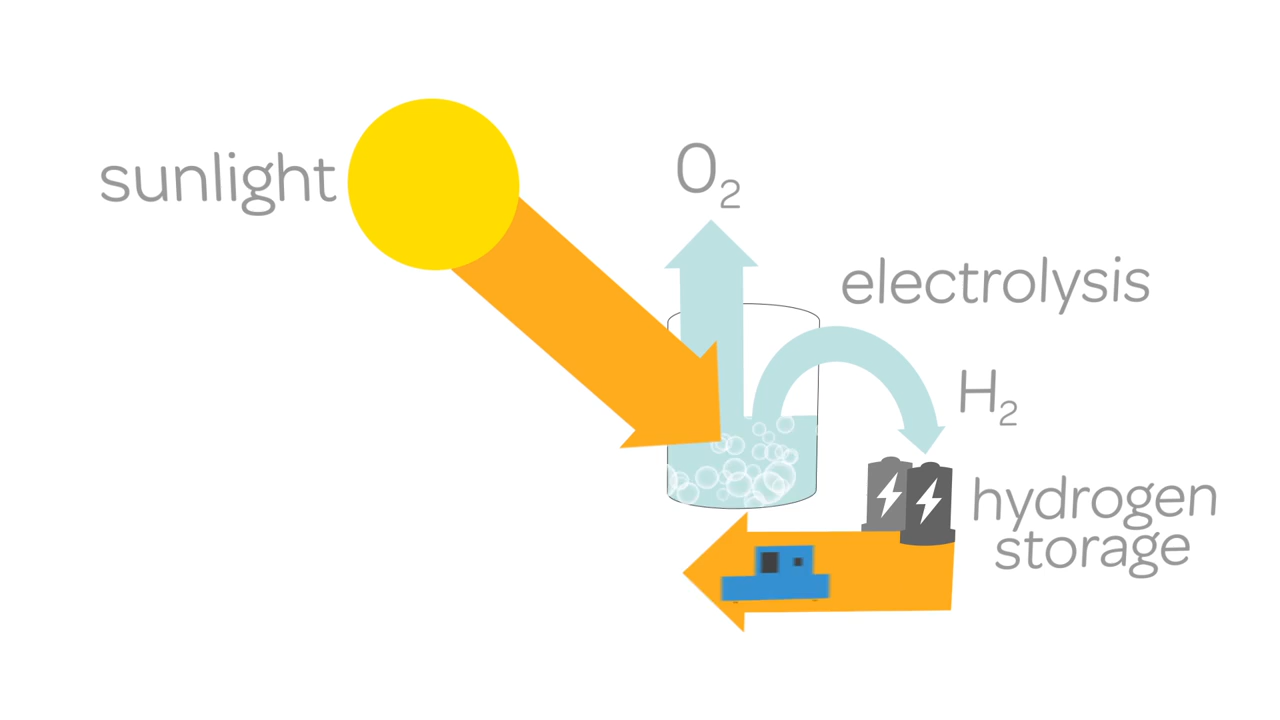 sunlight
O₂
electrolysis
H₂
hydrogen
storage